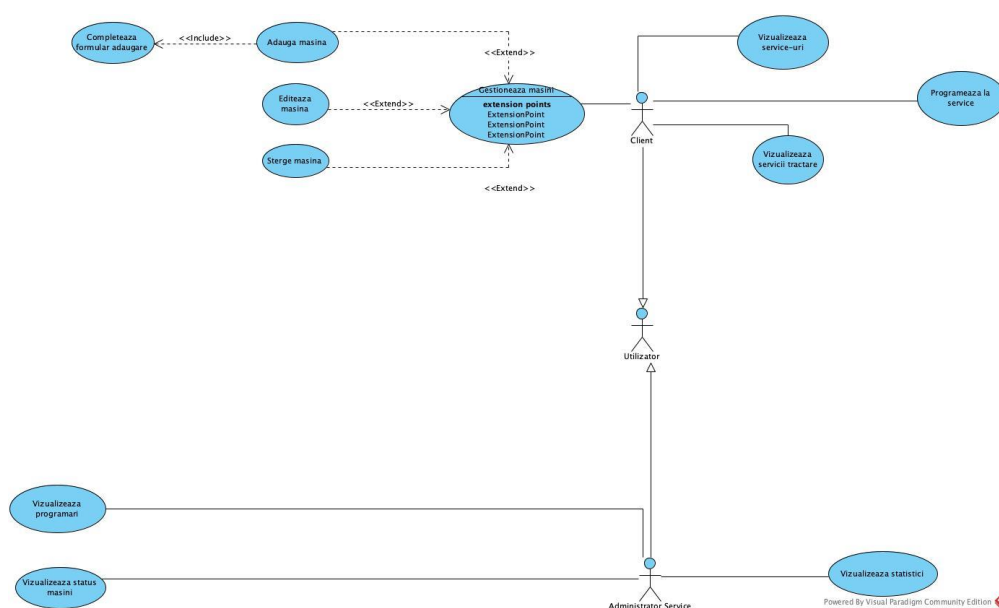 Completeaza
formular adaugare
<<Include>>
Adauga masina
<<Extend>>
Vizualizeaza
service-uri
Editeaza
masina
<<Extend>>
Gestioneaza masini
extension points
ExtensionPoint
ExtensionPoint
ExtensionPoint
Programeaza la
service
Client
Sterge masina
<<Extend>>
Vizualizeaza
servicii tractare
Utilizator
Vizualizeaza
programari
Vizualizeaza status
masini
Administrator Service
Vizualizeaza statistici
Powered By Visual Paradigm Community Edition